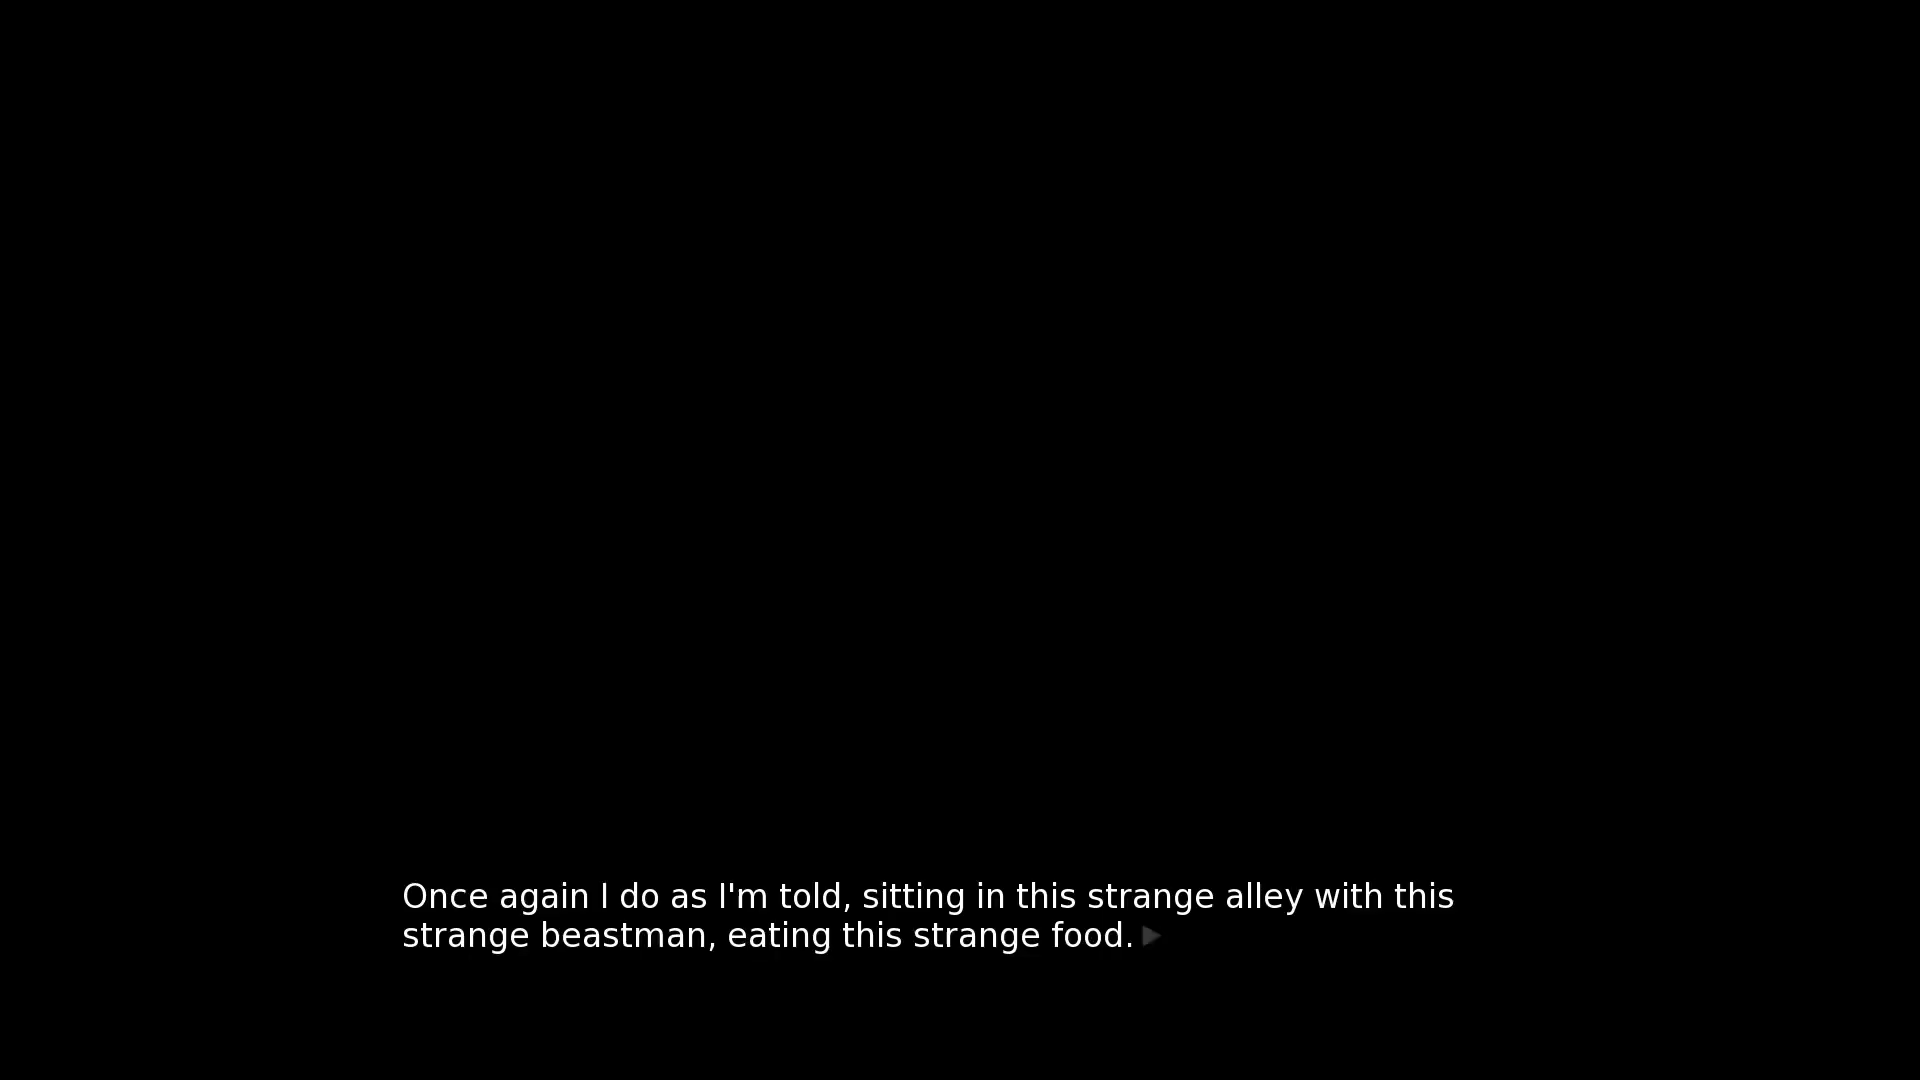 Once again I do as I'm told, sitting in this strange alley with this
strange beastman, eating this strange food.